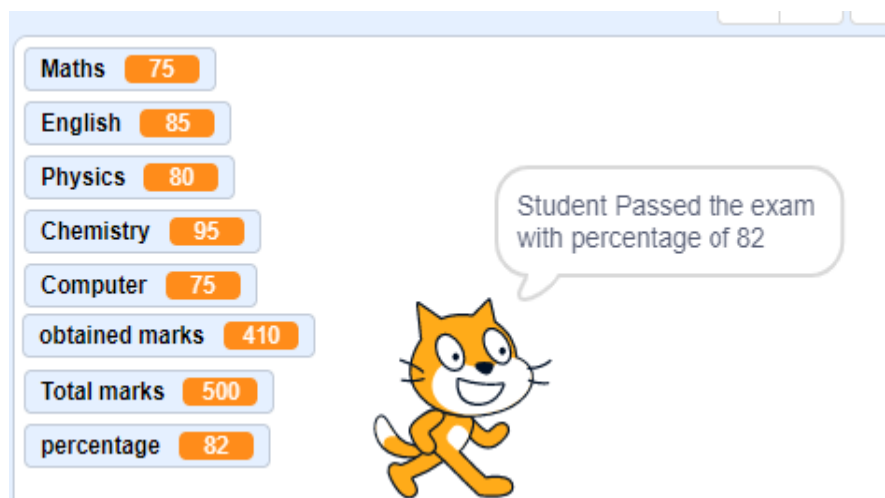 Maths 75
English 85
Physics 80
Chemistry 95
Computer 75
obtained marks 410
Total marks 500
percentage 82
Student Passed the exam
with percentage of 82